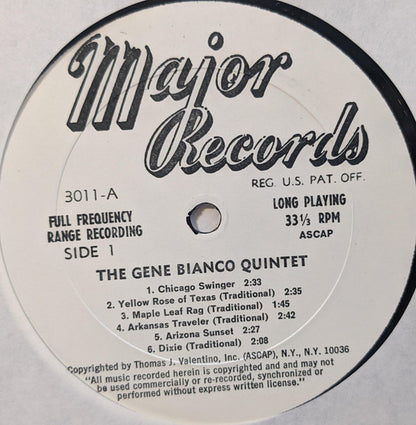 Major
Records
REG. U.S. PAT. OFF.
3011-A
FULL FREQUENCY
RANGE RECORDING
SIDE 1
LONG PLAYING
33⅓ RPM
ASCAP
THE GENE BIANCO QUINTET
1. Chicago Swinger 2:33
2. Yellow Rose of Texas (Traditional) 2:35
3. Maple Leaf Rag (Traditional) 1:45
4. Arkansas Traveler (Traditional) 2:42
5. Arizona Sunset 2:27
6. Dixie (Traditional) 2:08
Copyrighted by Thomas J. Valentino, Inc. (ASCAP), N.Y., N.Y. 10036
"All music recorded herein is copyrighted and and may not
be used commercially or re-recorded, synchronized or
performed without express written license."